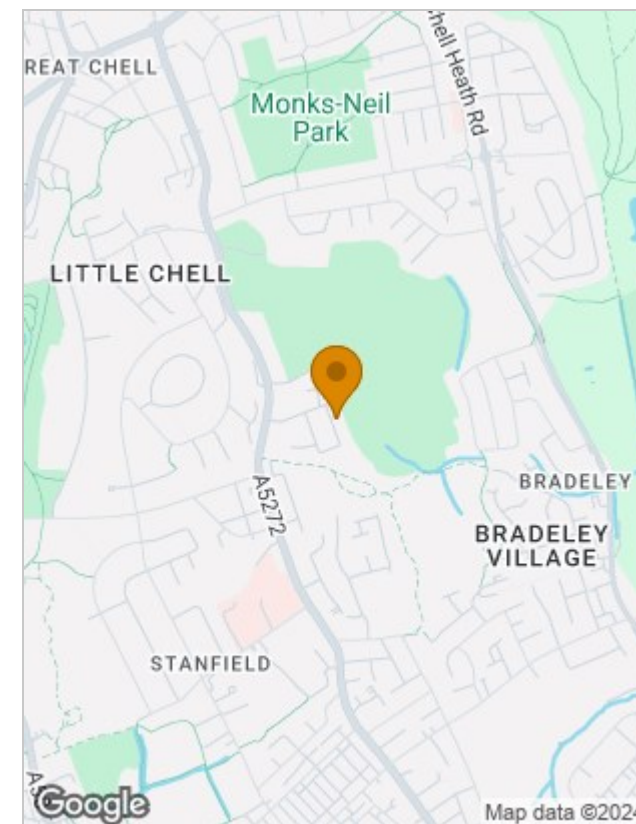 REAT CHELL
hell Heath Rd
Monks-Neil
Park
LITTLE CHELL
A5272
BRADELEY
BRADELEY
VILLAGE
STANFIELD
Google
Map data ©2024